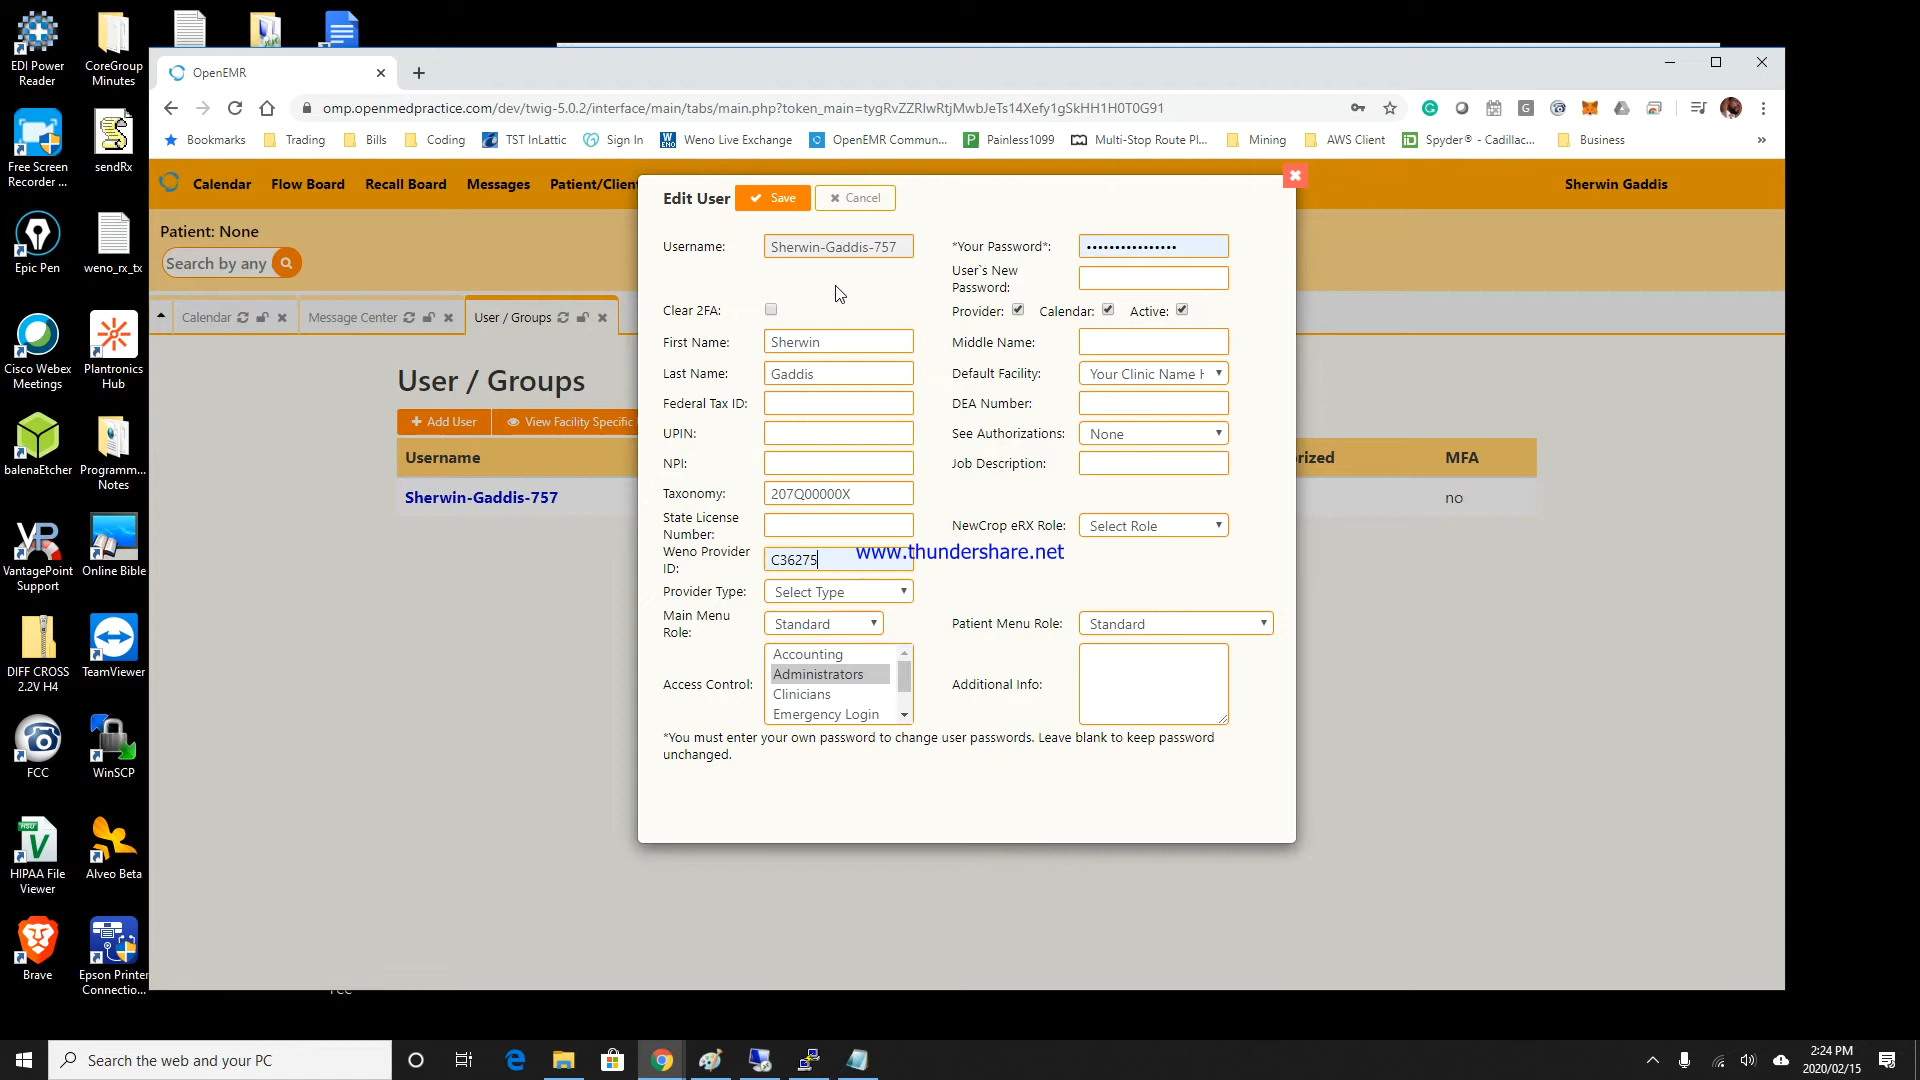 EDI Power
Reader
CoreGroup
Minutes
Free Screen
Recorder ...
sendRx
Epic Pen
weno_rx_tx
Cisco Webex
Meetings
Plantronics
Hub
balenaEtcher
Programm...
Notes
VantagePoint
Support
Online Bible
DIFF CROSS
2.2V H4
TeamViewer
FCC
WinSCP
HIPAA File
Viewer
Alveo Beta
Brave
Epson Printer
Connectio...
OpenEMR
omp.openmedpractice.com/dev/twig-5.0.2/interface/main/tabs/main.php?token_main=tygRvZZRlwRtjMwbJeTs14Xefy1gSkHH1H0T0G91
Bookmarks Trading Bills Coding TST InLattic Sign In Weno Live Exchange OpenEMR Commun... Painless1099 Multi-Stop Route Pl... Mining AWS Client Spyder® - Cadillac... Business »
Calendar Flow Board Recall Board Messages Patient/Clien Sherwin Gaddis
Patient: None
Search by any
Calendar Message Center User / Groups
User / Groups
+ Add User View Facility Specific
Username rized MFA
Sherwin-Gaddis-757 no
Edit User Save Cancel
Username: Sherwin-Gaddis-757 *Your Password*: ••••••••••••••••
User`s New
Password:
Clear 2FA: Provider: Calendar: Active:
First Name: Sherwin Middle Name:
Last Name: Gaddis Default Facility: Your Clinic Name H
Federal Tax ID: DEA Number:
UPIN: See Authorizations: None
NPI: Job Description:
Taxonomy: 207Q00000X
State License
Number:
NewCrop eRX Role: Select Role
Weno Provider
ID:
C36275
www.thundershare.net
Provider Type: Select Type
Main Menu
Role:
Standard Patient Menu Role: Standard
Access Control:
Accounting
Administrators
Clinicians
Emergency Login
Additional Info:
*You must enter your own password to change user passwords. Leave blank to keep password
unchanged.
Search the web and your PC
2:24 PM
2020/02/15